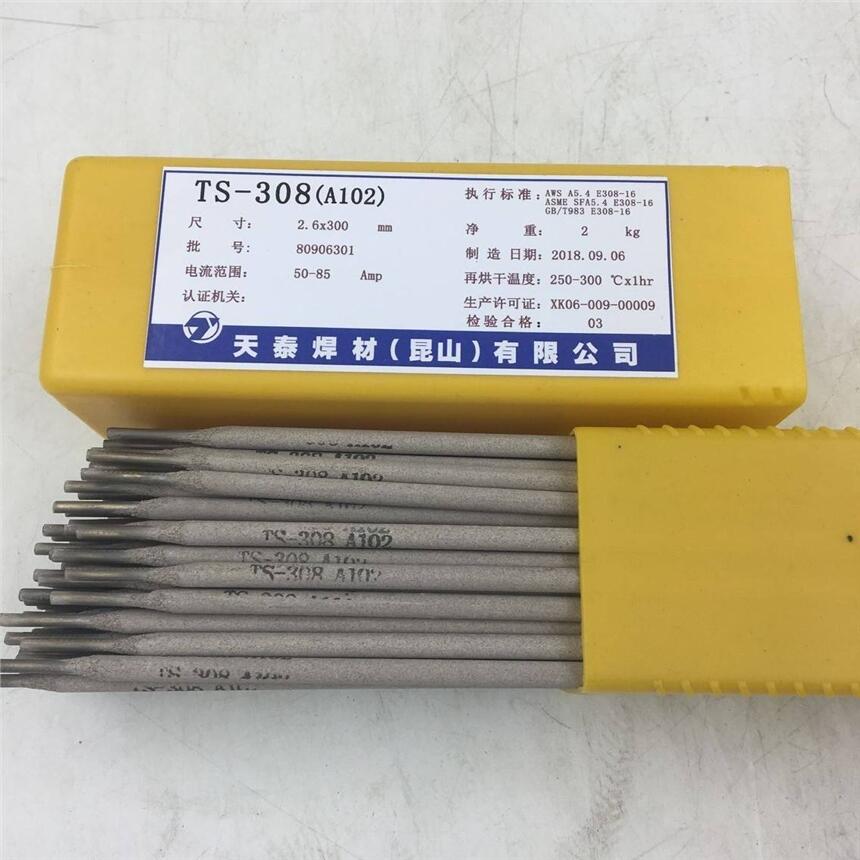 TS-308(A102)
执行标准: AWS A5.4 E308-16
ASME SFA5.4 E308-16
GB/T983 E308-16
尺 寸: 2.6x300 mm
净 重: 2 kg
批 号: 80906301
制 造 日期: 2018.09.06
电流范围: 50-85 Amp
再烘干温度: 250-300 ℃x1hr
认证机关:
生产许可证: XK06-009-00009
检验合格: 03
天泰焊材(昆山)有限公司
TS-308 A102
TS-308 A102
TS-308 A102